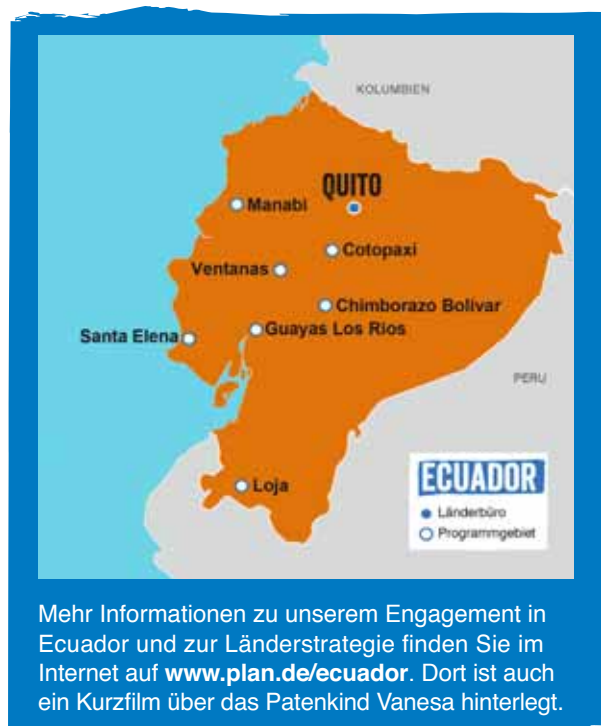 KOLUMBIEN
QUITO
Manabi
Cotopaxi
Ventanas
Chimborazo Bolivar
Guayas Los Rios
Santa Elena
PERU
Loja
ECUADOR
Länderbüro
Programmgebiet
Mehr Informationen zu unserem Engagement in
Ecuador und zur Länderstrategie finden Sie im
Internet auf www.plan.de/ecuador. Dort ist auch
ein Kurzfilm über das Patenkind Vanesa hinterlegt.